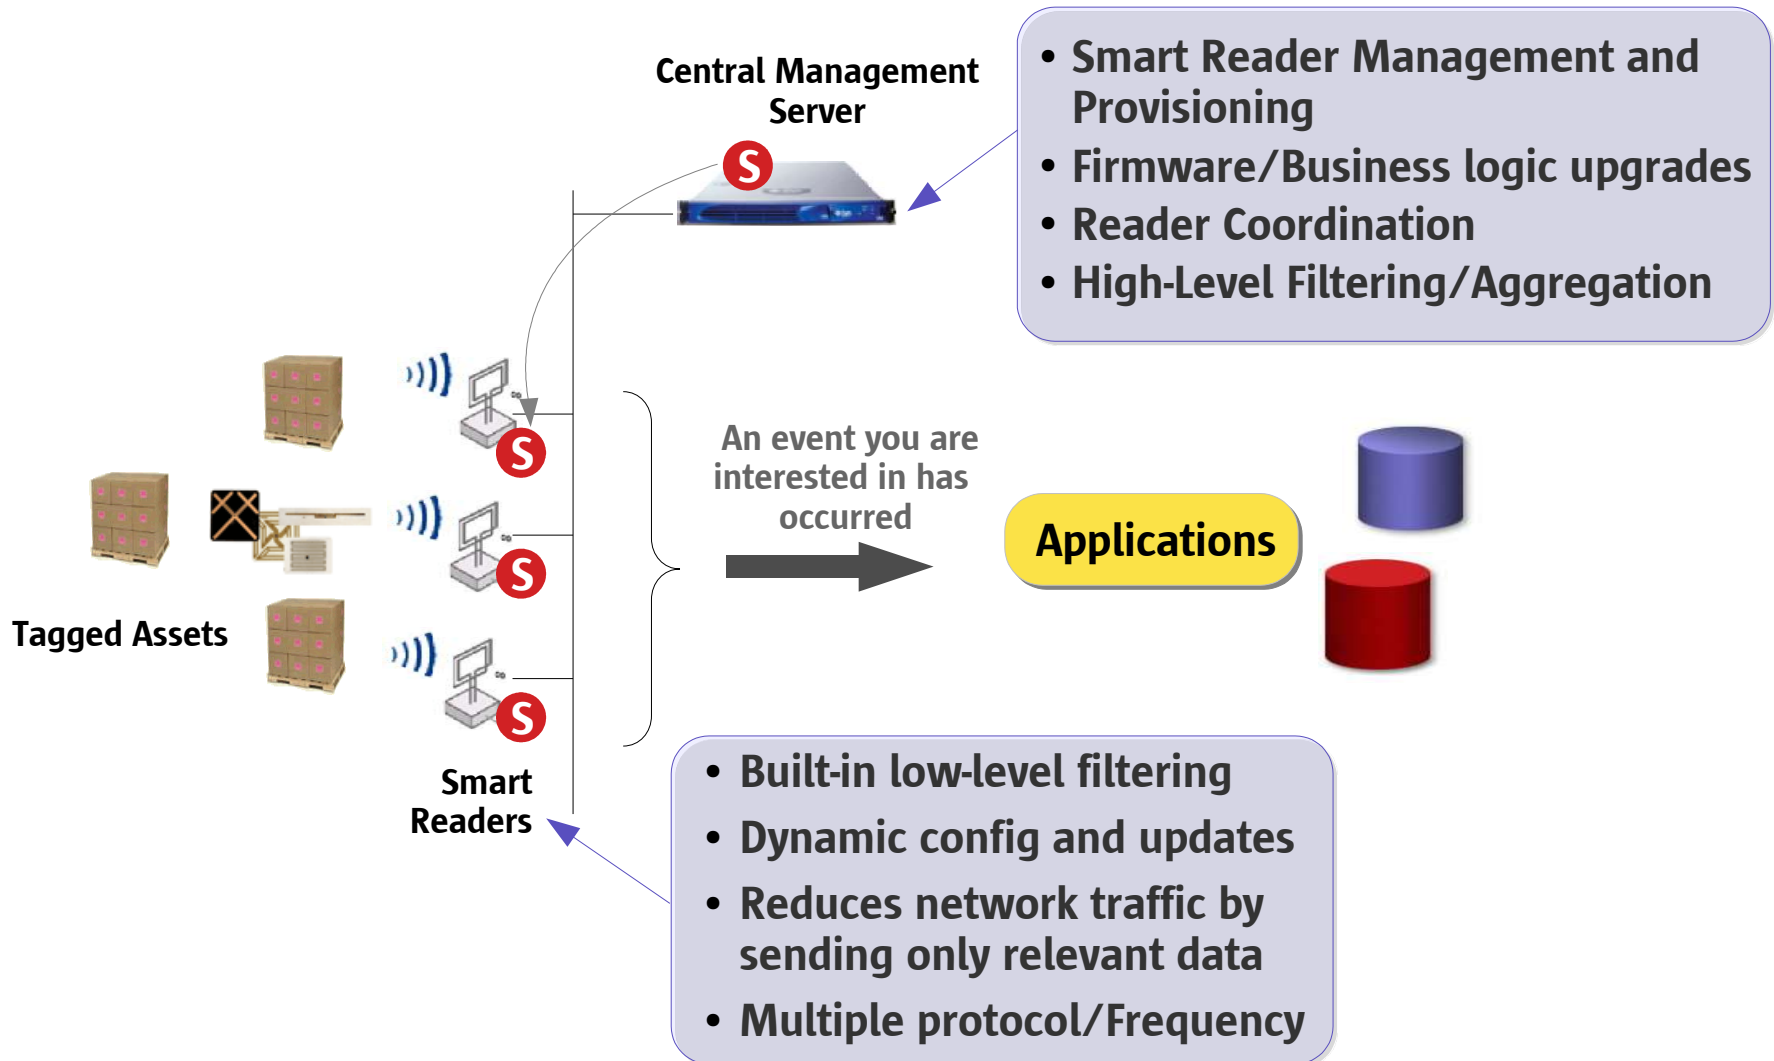 Central Management
Server
S
• Smart Reader Management and
Provisioning
• Firmware/Business logic upgrades
• Reader Coordination
• High-Level Filtering/Aggregation
S
S
S
Tagged Assets
Smart
Readers
An event you are
interested in has
occurred
Applications
• Built-in low-level filtering
• Dynamic config and updates
• Reduces network traffic by
sending only relevant data
• Multiple protocol/Frequency